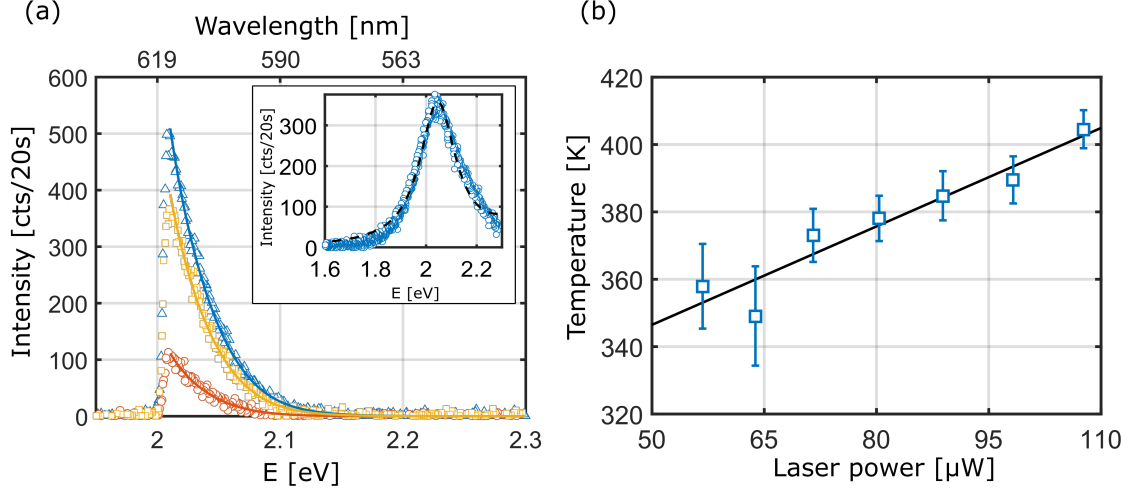 (a)
Wavelength [nm]
619 590 563
600
500
400
300
200
100
0
Intensity [cts/20s]
2 2.1 2.2 2.3
E [eV]
300
200
100
0
Intensity [cts/20s]
1.6 1.8 2 2.2
E [eV]
(b)
420
400
380
360
340
320
Temperature [K]
50 65 80 95 110
Laser power [μW]